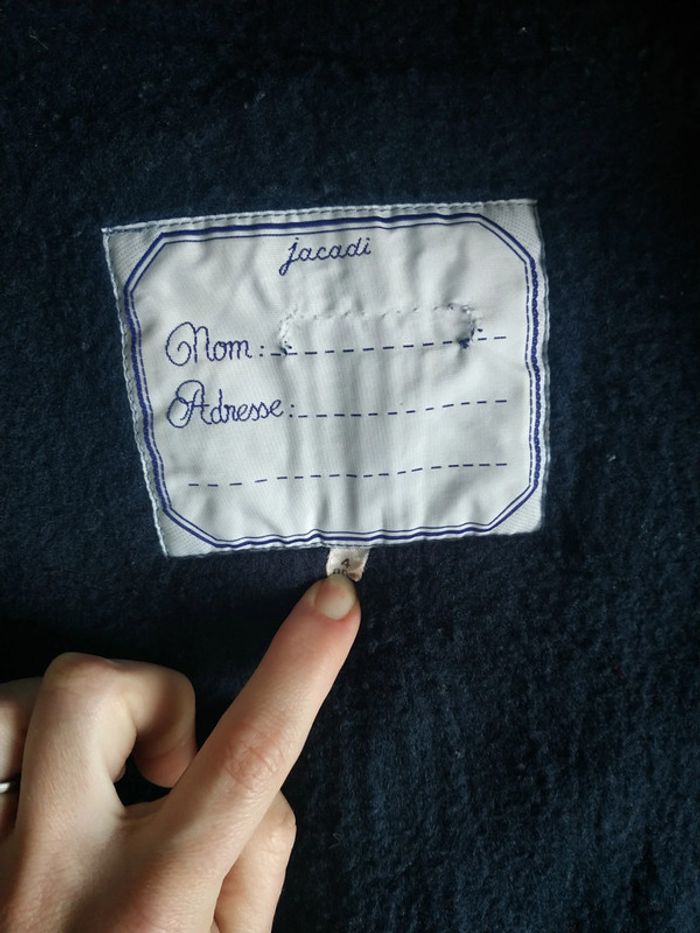 jacadi
Nom :
Adresse :
4